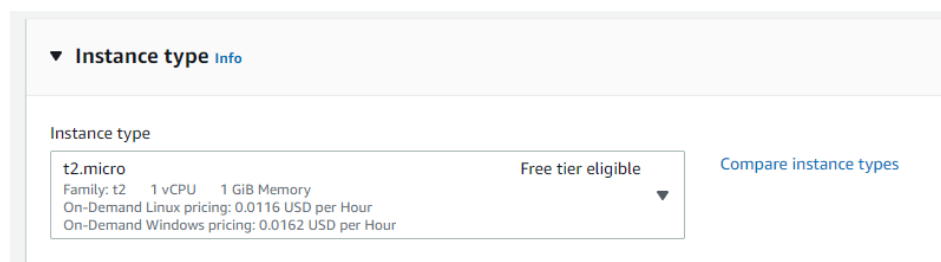 ▼ Instance type Info
Instance type
t2.micro Free tier eligible
Family: t2 1 vCPU 1 GiB Memory
On-Demand Linux pricing: 0.0116 USD per Hour
On-Demand Windows pricing: 0.0162 USD per Hour
Compare instance types